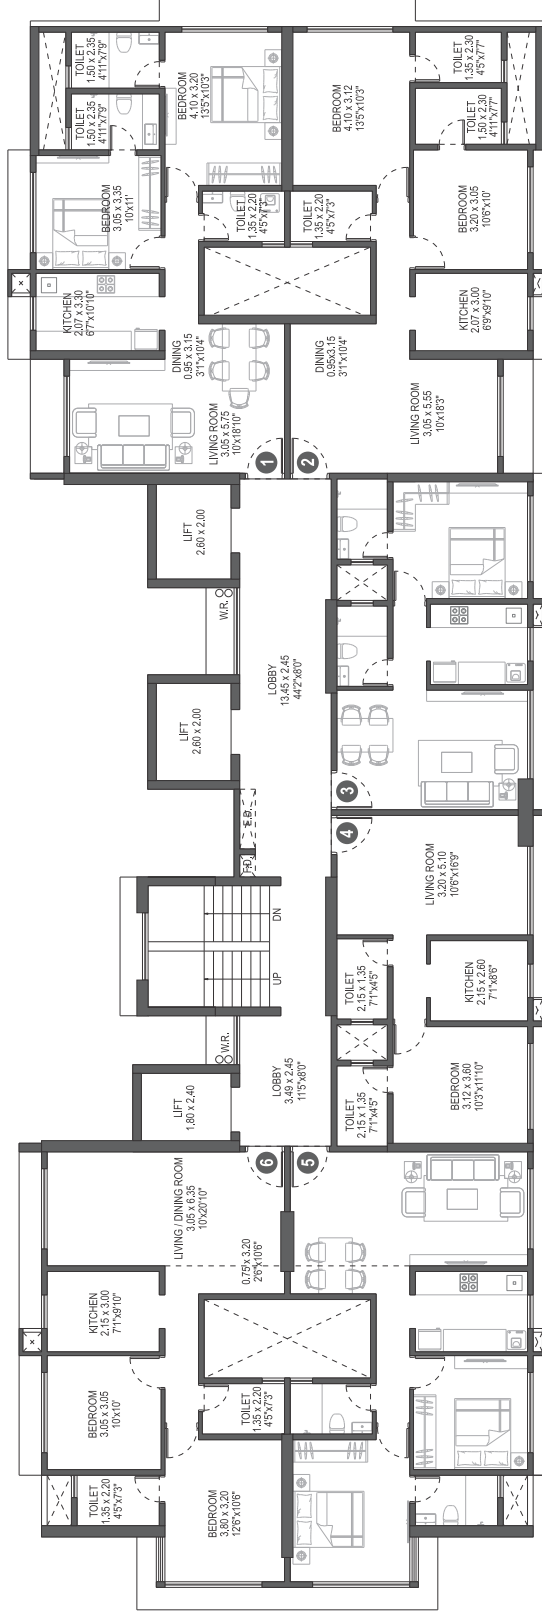 TOILET
1.50 x 2.35
4'11"x7'9"
TOILET
1.50 x 2.35
4'11"x7'9"
BEDROOM
4.10 x 3.20
13'5"x10'3"
BEDROOM
4.10 x 3.12
13'5"x10'3"
TOILET
1.35 x 2.30
4'5"x7'7"
TOILET
1.50 x 2.30
4'11"x7'7"
BEDROOM
3.05 x 3.35
10'x11'
TOILET
1.35 x 2.20
4'5"x7'3"
TOILET
1.35 x 2.20
4'5"x7'3"
BEDROOM
3.20 x 3.05
10'6"x10'
KITCHEN
2.07 x 3.30
6'7"x10'10"
KITCHEN
2.07 x 3.00
6'9"x9'10"
DINING
0.95 x 3.15
3'1"x10'4"
DINING
0.95x3.15
3'1"x10'4"
LIVING ROOM
3.05 x 5.75
10'x18'10"
LIVING ROOM
3.05 x 5.55
10'x18'3"
1
2
LIFT
2.60 x 2.00
W.R.
LOBBY
13.45 x 2.45
44'2"x8'0"
LIFT
2.60 x 2.00
3
E.D.
F.D.
4
LIVING ROOM
3.20 x 5.10
10'6"x16'9"
DN
UP
TOILET
2.15 x 1.35
7'1"x4'5"
KITCHEN
2.15 x 2.60
7'1"x8'6"
W.R.
LOBBY
3.49 x 2.45
11'5"x8'0"
LIFT
1.80 x 2.40
TOILET
2.15 x 1.35
7'1"x4'5"
BEDROOM
3.12 x 3.60
10'3"x11'10"
6
5
LIVING / DINING ROOM
3.05 x 6.35
10'x20'10"
0.75 x 3.20
2'6"x10'6"
KITCHEN
2.15 x 3.00
7'1"x9'10"
BEDROOM
3.05 x 3.05
10'x10'
TOILET
1.35 x 2.20
4'5"x7'3"
TOILET
1.35 x 2.20
4'5"x7'3"
BEDROOM
3.80 x 3.20
12'6"x10'6"